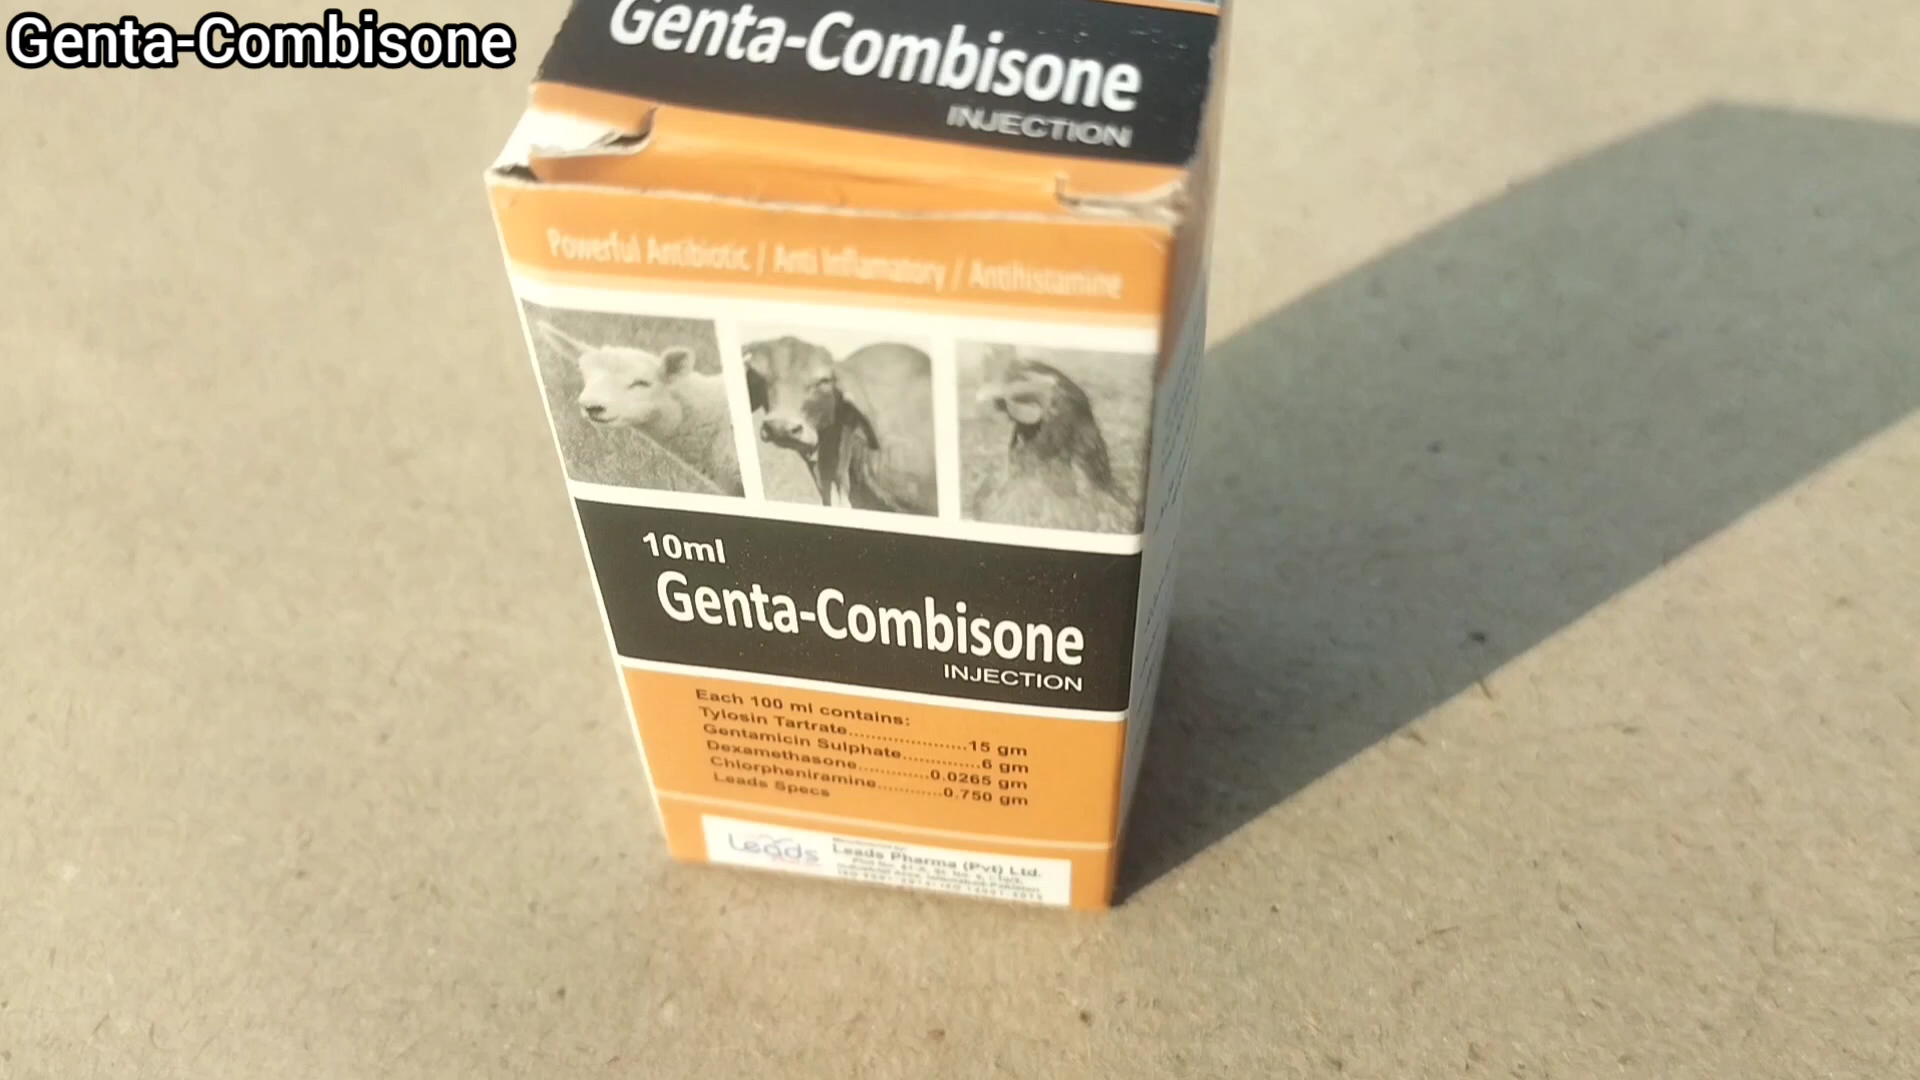 Genta-Combisone
Genta-Combisone
INJECTION
Powerful Antibiotic / Anti Inflamatory / Antihistamine
10ml
Genta-Combisone
INJECTION
Each 100 ml contains:
Tylosin Tartrate.....................15 gm
Gentamicin Sulphate..............6 gm
Dexamethasone............0.0265 gm
Chlorpheniramine...........0.750 gm
Leads Specs
Leads
Leads Pharma (Pvt) Ltd.